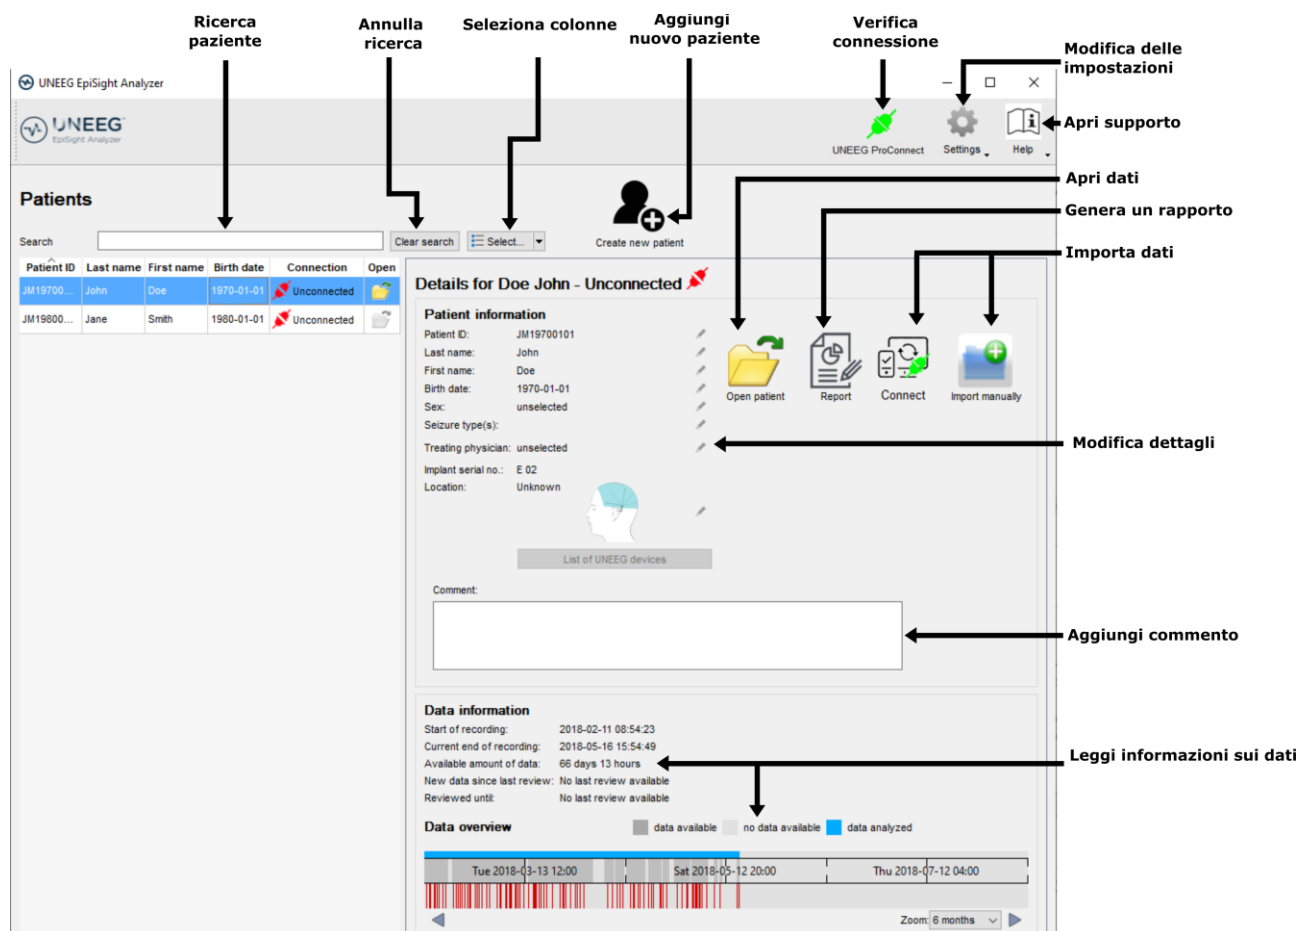 Ricerca
paziente
Annulla
ricerca
Seleziona colonne
Aggiungi
nuovo paziente
Verifica
connessione
Modifica delle
impostazioni
UNEEG EpiSight Analyzer
UNEEG
EpiSight Analyzer
UNEEG ProConnect
Settings
Help
Apri supporto
Patients
Apri dati
Genera un rapporto
Search
Clear search
Select...
Create new patient
Importa dati
Patient ID Last name First name Birth date Connection Open
JM19700... John Doe 1970-01-01 Unconnected
JM19800... Jane Smith 1980-01-01 Unconnected
Details for Doe John - Unconnected
Patient information
Patient ID: JM19700101
Last name: John
First name: Doe
Birth date: 1970-01-01
Sex: unselected
Seizure type(s):
Treating physician: unselected
Implant serial no.: E 02
Location: Unknown
Open patient
Report
Connect
Import manually
Modifica dettagli
List of UNEEG devices
Comment:
Aggiungi commento
Data information
Start of recording: 2018-02-11 08:54:23
Current end of recording: 2018-05-16 15:54:49
Available amount of data: 66 days 13 hours
New data since last review: No last review available
Reviewed until: No last review available
Leggi informazioni sui dati
Data overview
data available no data available data analyzed
Tue 2018-03-13 12:00 Sat 2018-05-12 20:00 Thu 2018-07-12 04:00
Zoom: 6 months